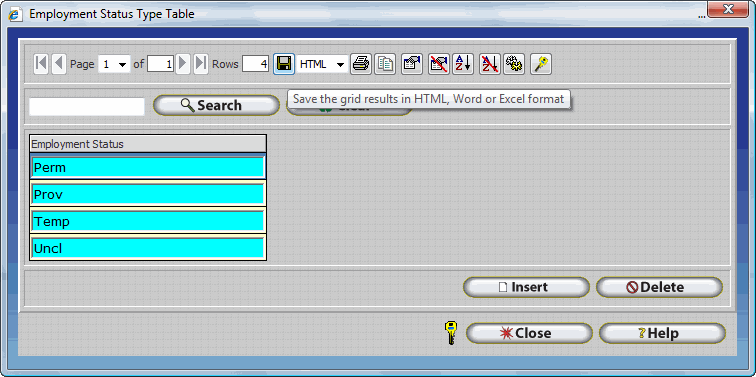 Employment Status Type Table
...
Page 1 of 1 Rows 4 HTML
Save the grid results in HTML, Word or Excel format
Search
Employment Status
Perm
Prov
Temp
Uncl
Insert Delete
Close ?Help